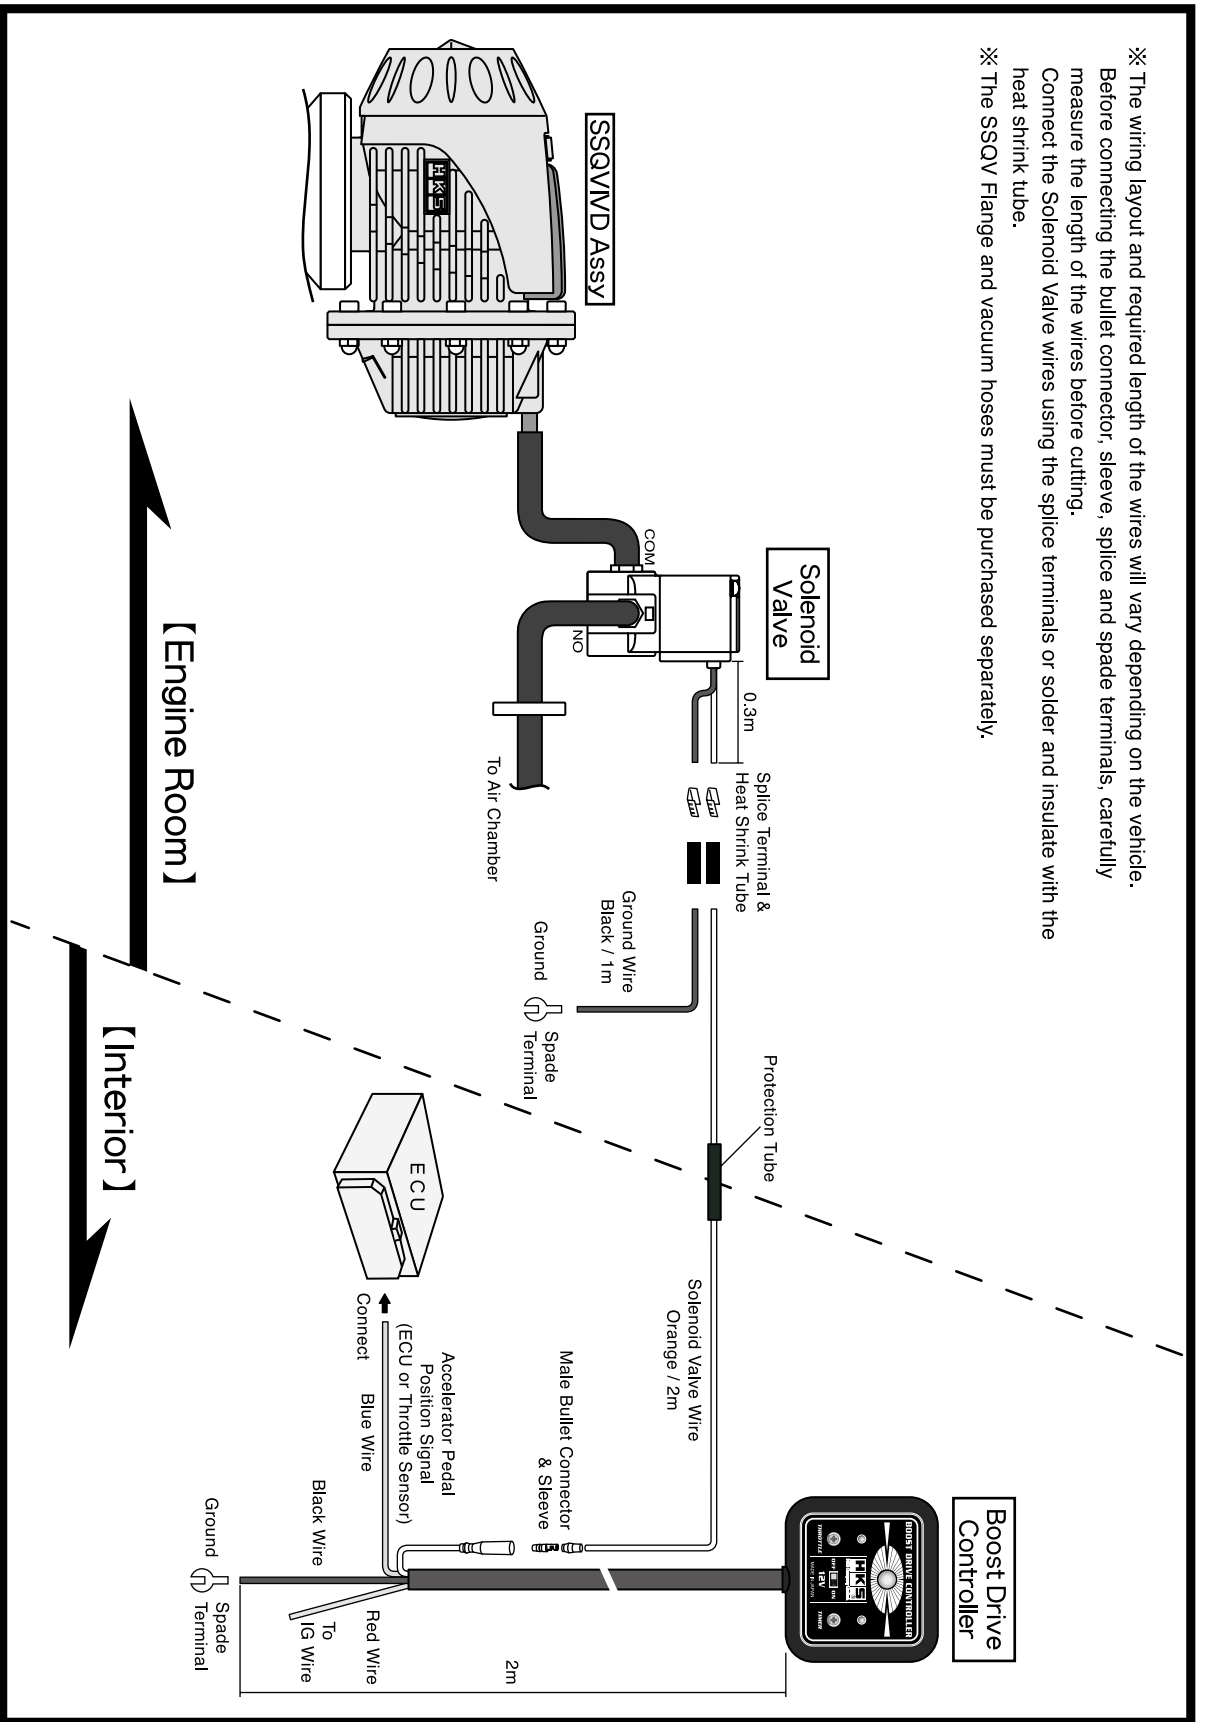 ※ The wiring layout and required length of the wires will vary depending on the vehicle.
Before connecting the bullet connector, sleeve, splice and spade terminals, carefully
measure the length of the wires before cutting.
Connect the Solenoid Valve wires using the splice terminals or solder and insulate with the
heat shrink tube.
※ The SSQV Flange and vacuum hoses must be purchased separately.
SSQVIVD Assy
HKS
Solenoid
Valve
COM
NO
0.3m
Splice Terminal &
Heat Shrink Tube
To Air Chamber
Ground Wire
Black / 1m
Ground
Spade
Terminal
Protection Tube
【Engine Room】
【Interior】
ECU
Connect
Blue Wire
Accelerator Pedal
Position Signal
(ECU or Throttle Sensor)
Solenoid Valve Wire
Orange / 2m
Male Bullet Connector
& Sleeve
Boost Drive
Controller
BOOST DRIVE CONTROLLER
HKS
THROTTLE
OFF
ON
12V
MADE IN JAPAN
TIMER
Black Wire
Ground
Spade
Terminal
Red Wire
To
IG Wire
2m